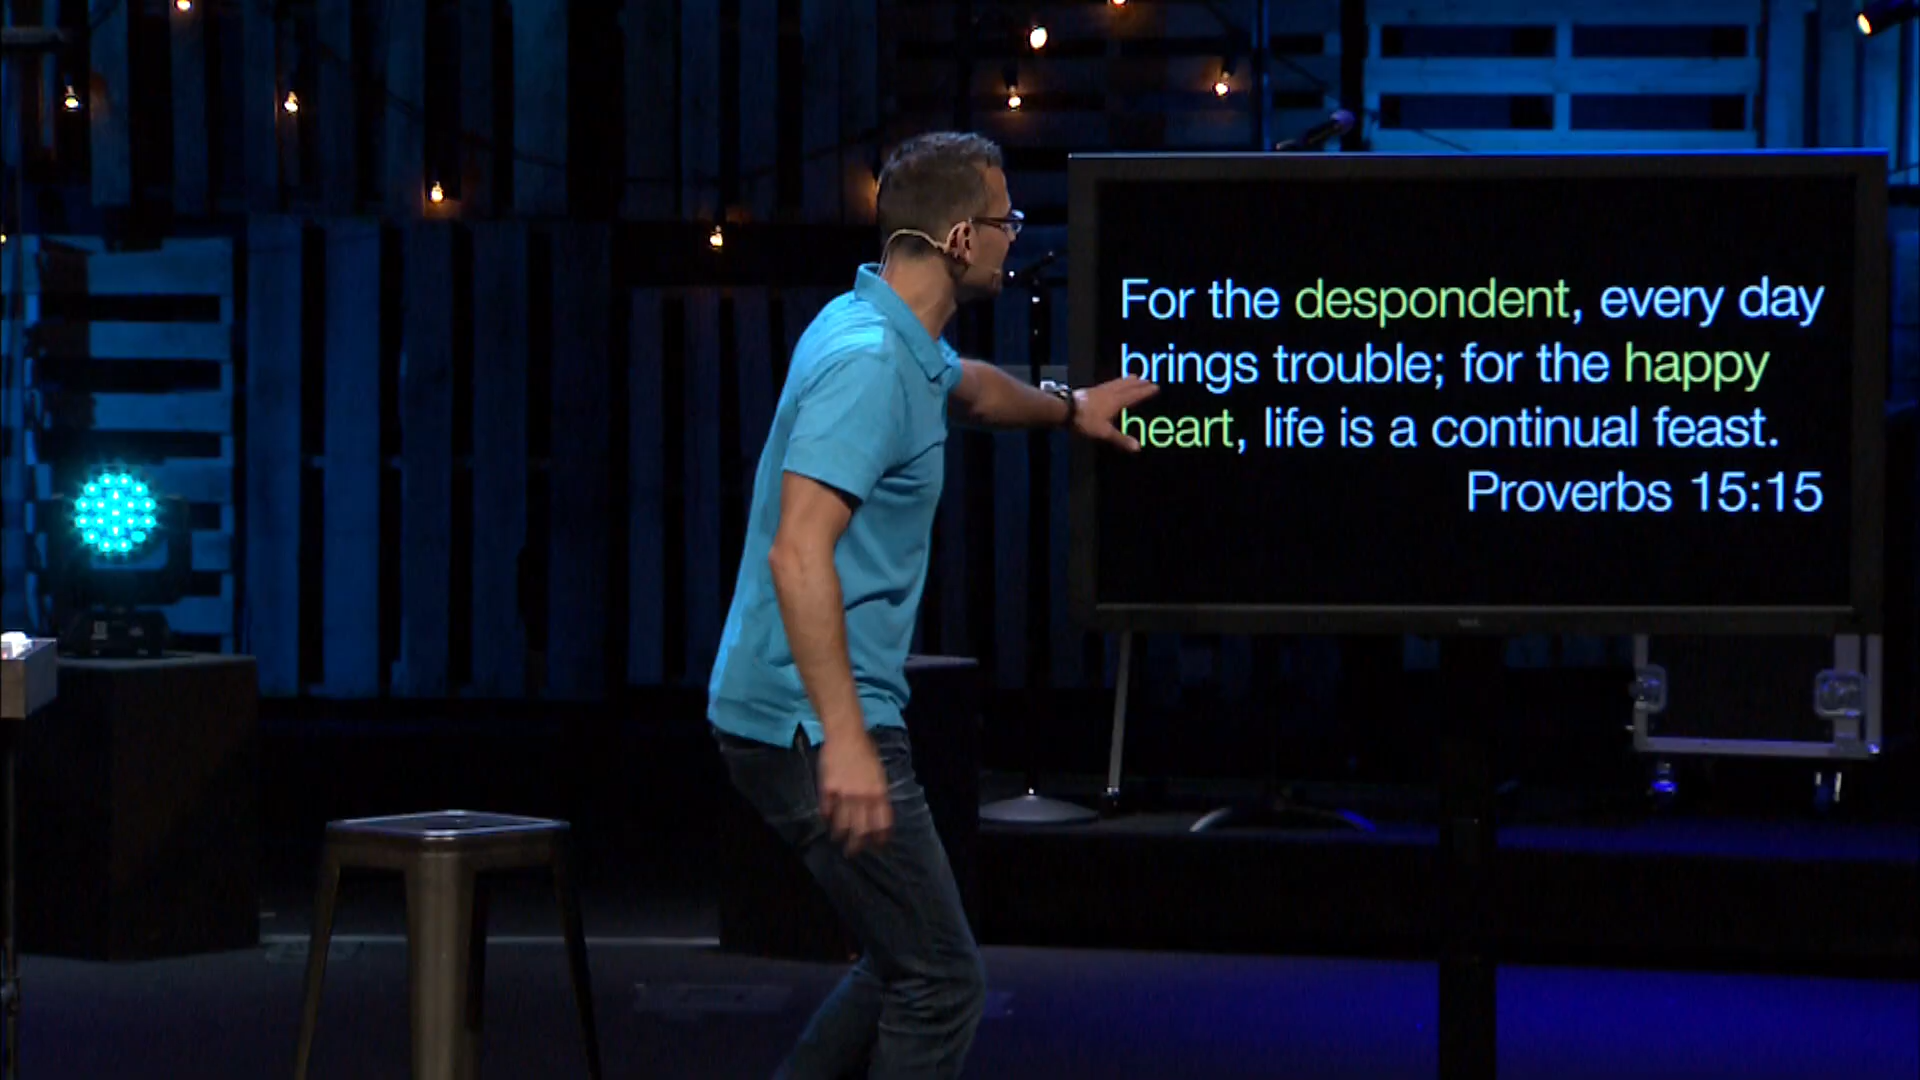 For the despondent, every day
brings trouble; for the happy
heart, life is a continual feast.
Proverbs 15:15